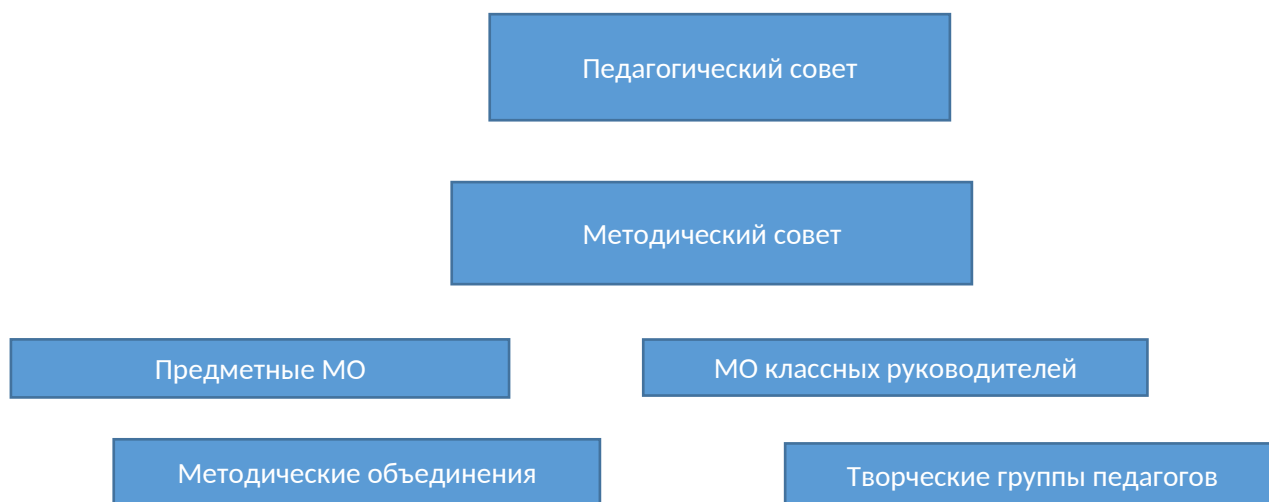 Педагогический совет
Методический совет
Предметные МО
МО классных руководителей
Методические объединения
Творческие группы педагогов